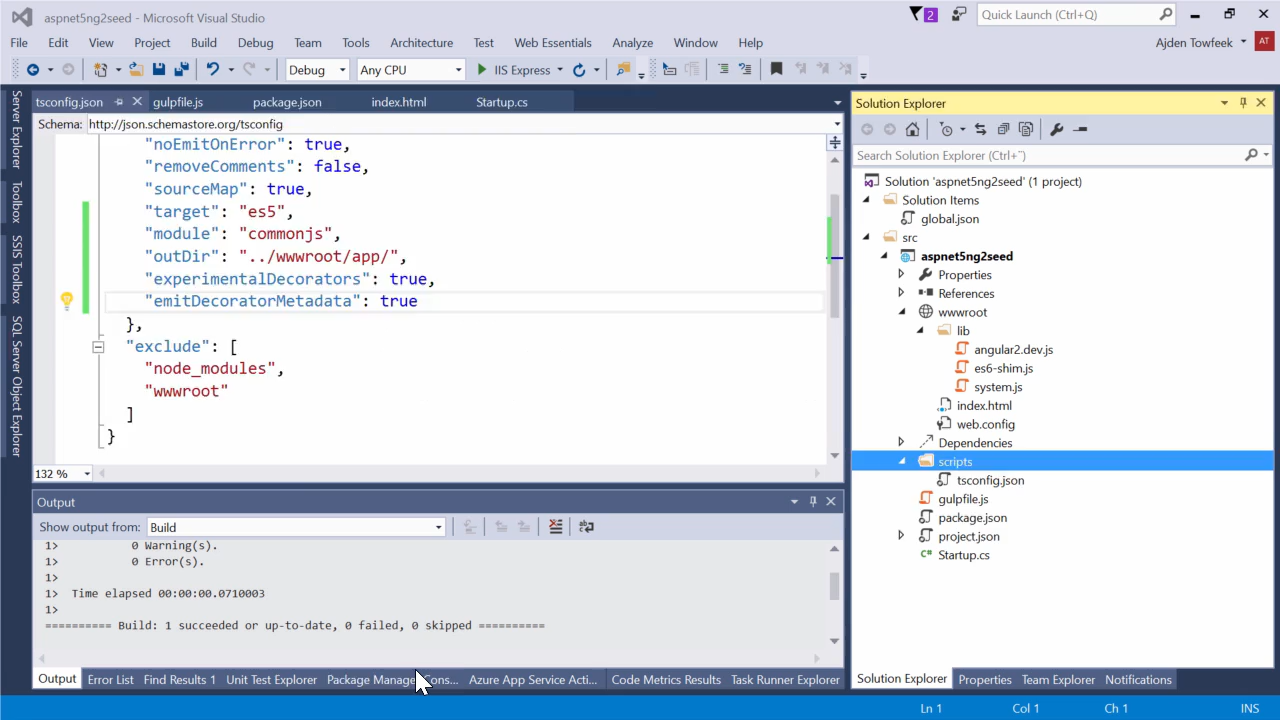 aspnet5ng2seed - Microsoft Visual Studio
2
Quick Launch (Ctrl+Q)
File Edit View Project Build Debug Team Tools Architecture Test Web Essentials Analyze Window Help
Ajden Towfeek
AT
Debug
Any CPU
IIS Express
Server Explorer
Toolbox
SSIS Toolbox
SQL Server Object Explorer
tsconfig.json gulpfile.js package.json index.html Startup.cs
Schema: http://json.schemastore.org/tsconfig
"noEmitOnError": true,
"removeComments": false,
"sourceMap": true,
"target": "es5",
"module": "commonjs",
"outDir": "../wwwroot/app/",
"experimentalDecorators": true,
"emitDecoratorMetadata": true
},
"exclude": [
"node_modules",
"wwwroot"
]
}
132 %
Output
Show output from: Build
1> 0 Warning(s).
1> 0 Error(s).
1>
1> Time elapsed 00:00:00.0710003
1>
========== Build: 1 succeeded or up-to-date, 0 failed, 0 skipped ==========
Output Error List Find Results 1 Unit Test Explorer Package Manage Cons... Azure App Service Acti... Code Metrics Results Task Runner Explorer
Solution Explorer
Search Solution Explorer (Ctrl+¨)
Solution 'aspnet5ng2seed' (1 project)
Solution Items
global.json
src
aspnet5ng2seed
Properties
References
wwwroot
lib
angular2.dev.js
es6-shim.js
system.js
index.html
web.config
Dependencies
scripts
tsconfig.json
gulpfile.js
package.json
project.json
C# Startup.cs
Solution Explorer Properties Team Explorer Notifications
Ln 1 Col 1 Ch 1 INS